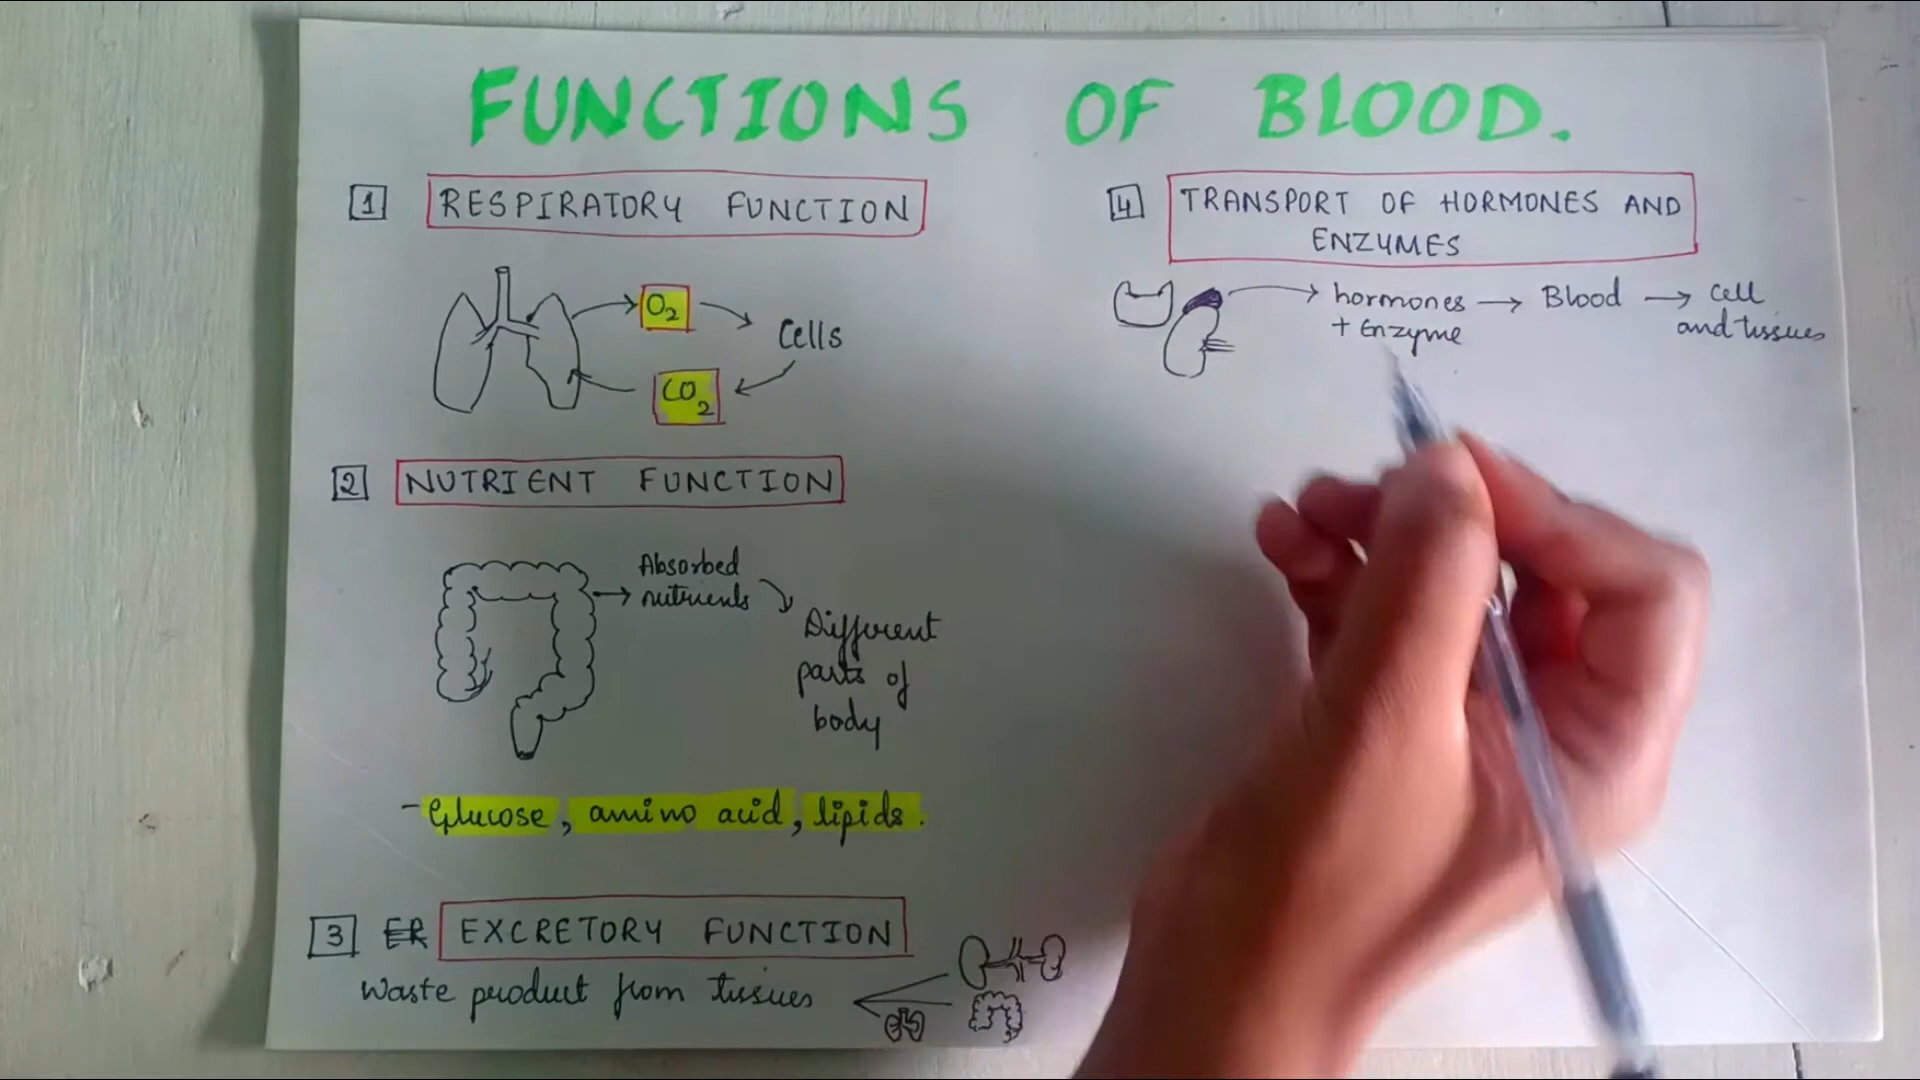 FUNCTIONS OF BLOOD.
1 RESPIRATORY FUNCTION
O2
Cells
CO2
2 NUTRIENT FUNCTION
Absorbed
nutrients
Different
parts of
body
- Glucose, amino acid, lipids.
3 ER EXCRETORY FUNCTION
Waste product from tissues
4 TRANSPORT OF HORMONES AND
ENZYMES
hormones → Blood → cell
+ Enzyme and tissues